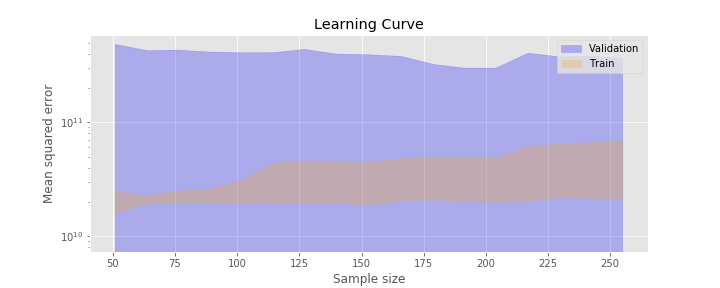 Learning Curve
Validation
Train
Mean squared error
10¹¹
10¹⁰
50 75 100 125 150 175 200 225 250
Sample size